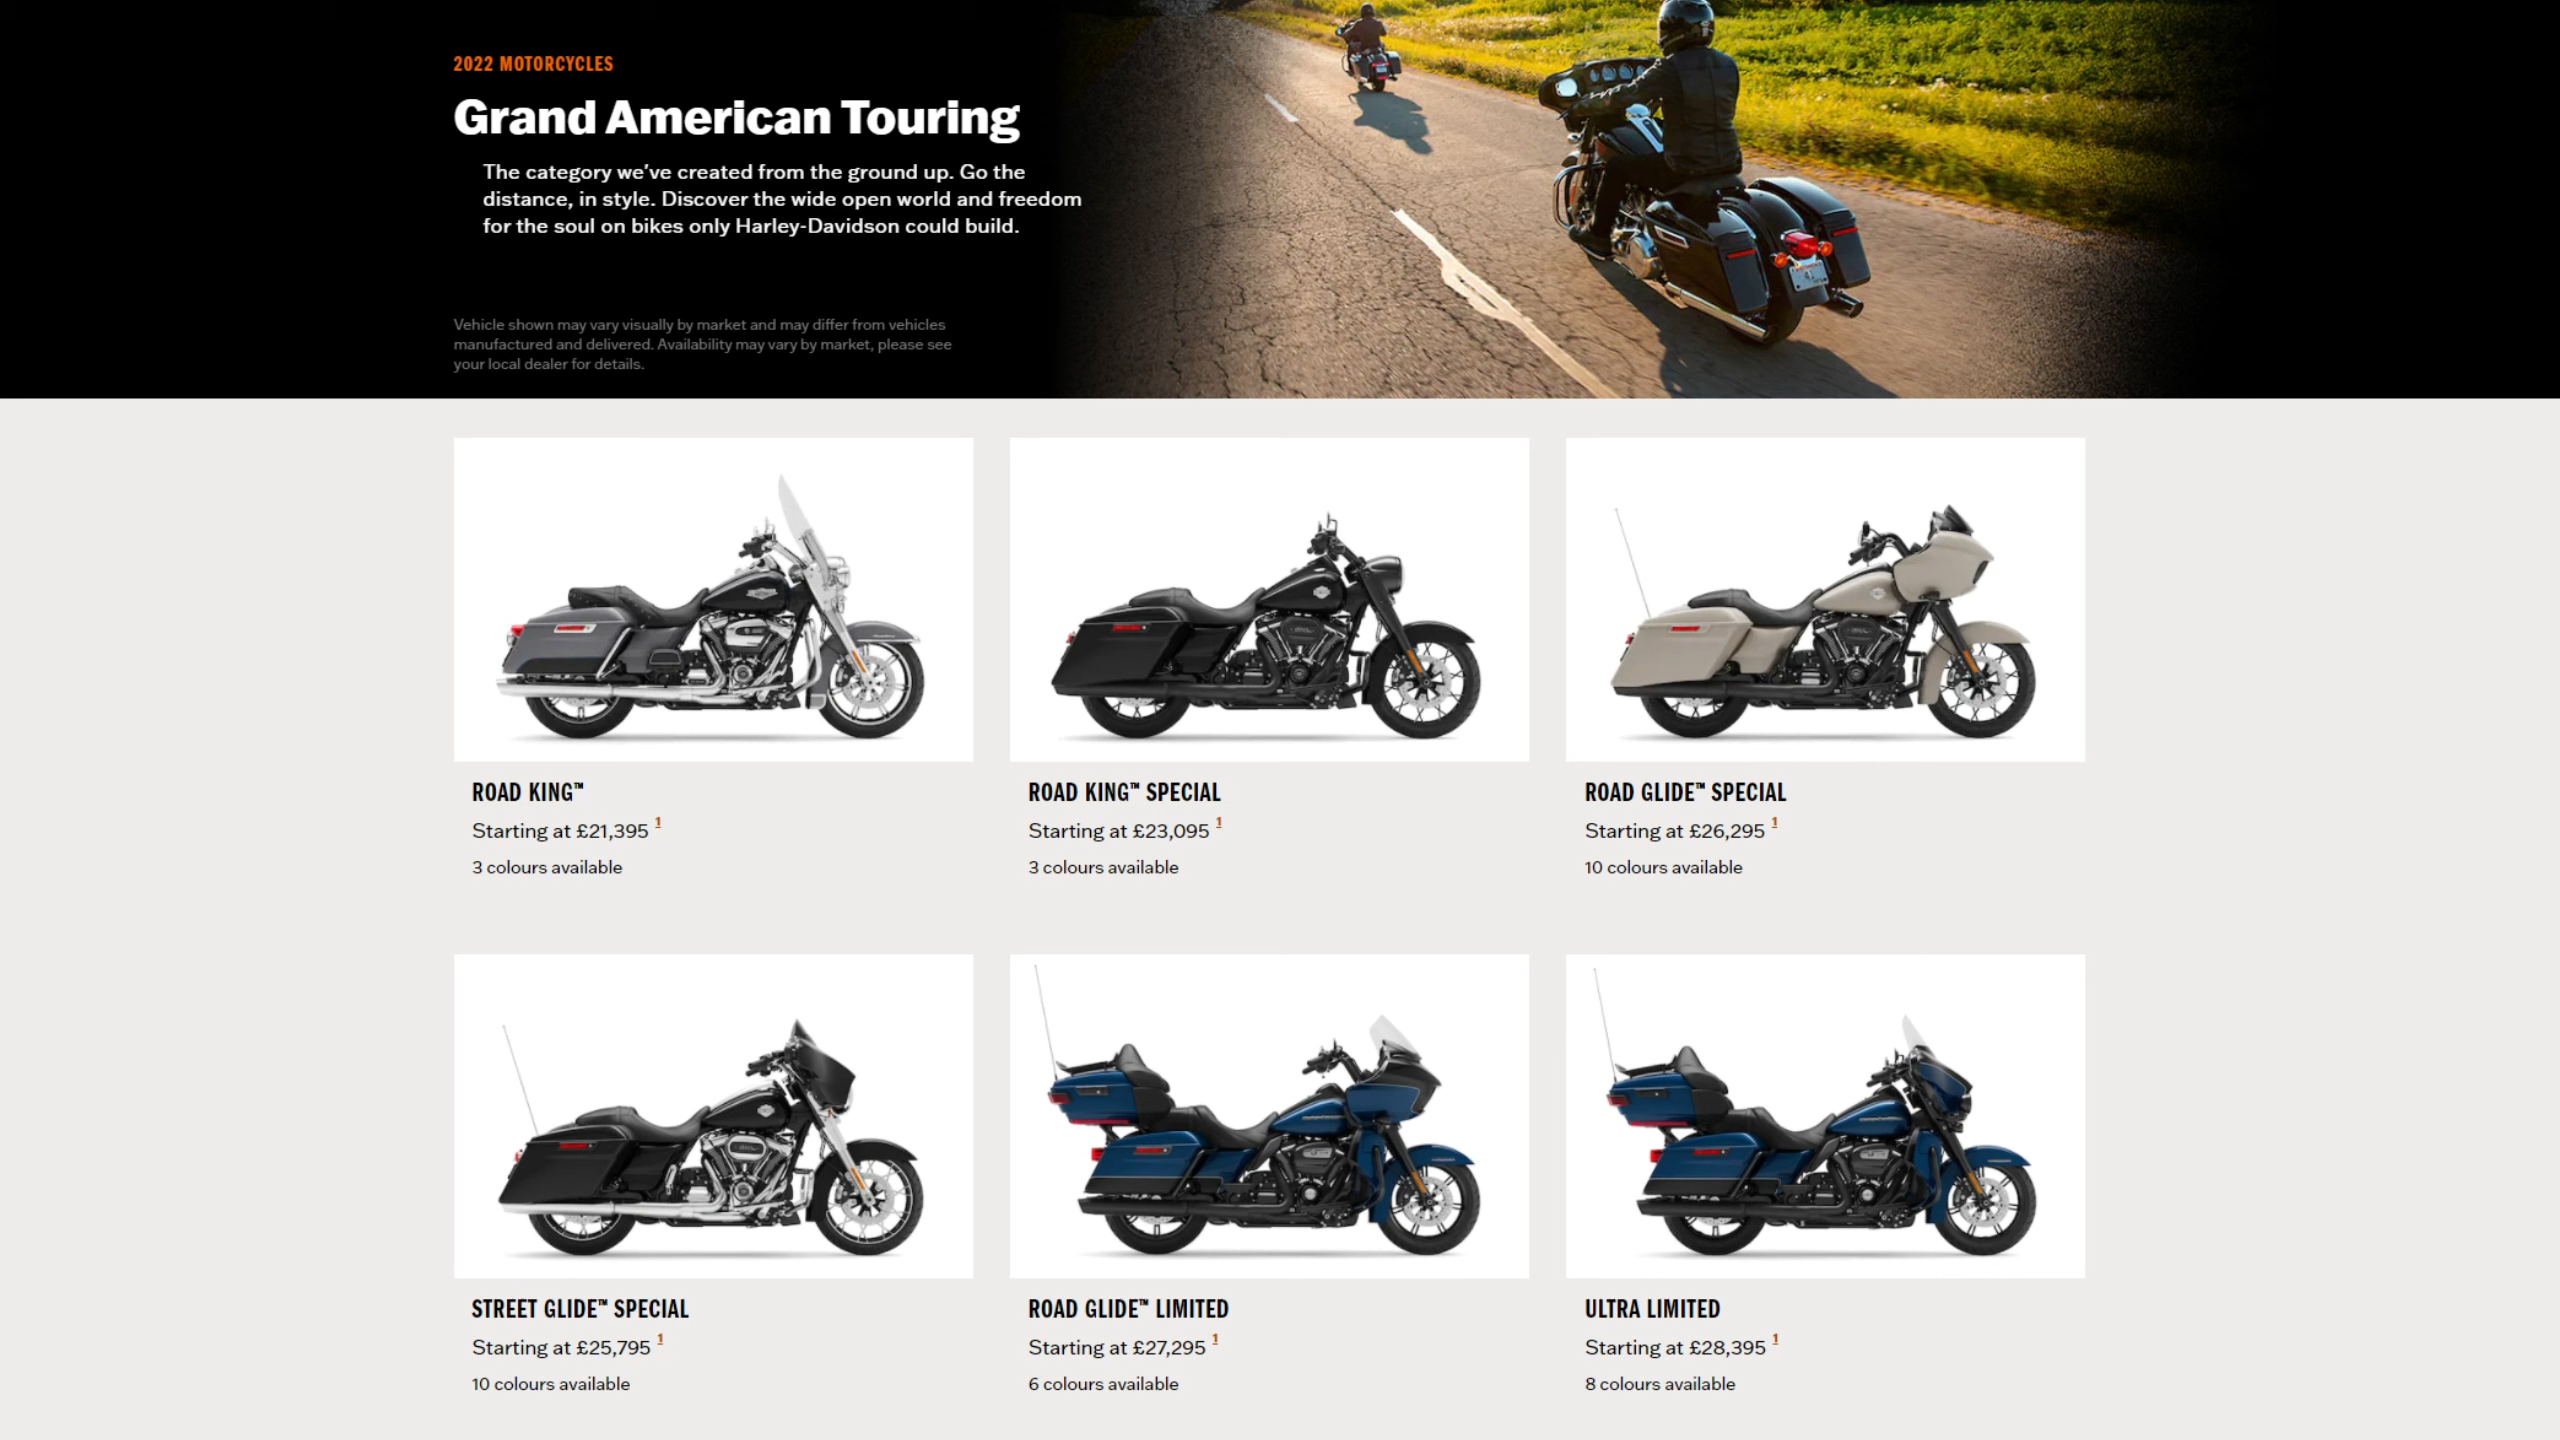 2022 MOTORCYCLES
Grand American Touring
The category we've created from the ground up. Go the
distance, in style. Discover the wide open world and freedom
for the soul on bikes only Harley-Davidson could build.
Vehicle shown may vary visually by market and may differ from vehicles
manufactured and delivered. Availability may vary by market, please see
your local dealer for details.
ROAD KING™
Starting at £21,395 1
3 colours available
ROAD KING™ SPECIAL
Starting at £23,095 1
3 colours available
ROAD GLIDE™ SPECIAL
Starting at £26,295 1
10 colours available
STREET GLIDE™ SPECIAL
Starting at £25,795 1
10 colours available
ROAD GLIDE™ LIMITED
Starting at £27,295 1
6 colours available
ULTRA LIMITED
Starting at £28,395 1
8 colours available